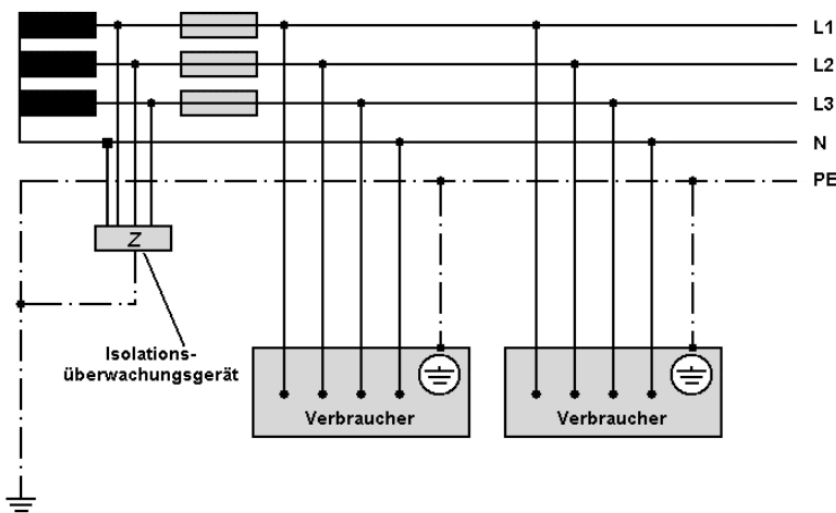 L1
L2
L3
N
PE
Z
Isolations-
überwachungsgerät
Verbraucher
Verbraucher